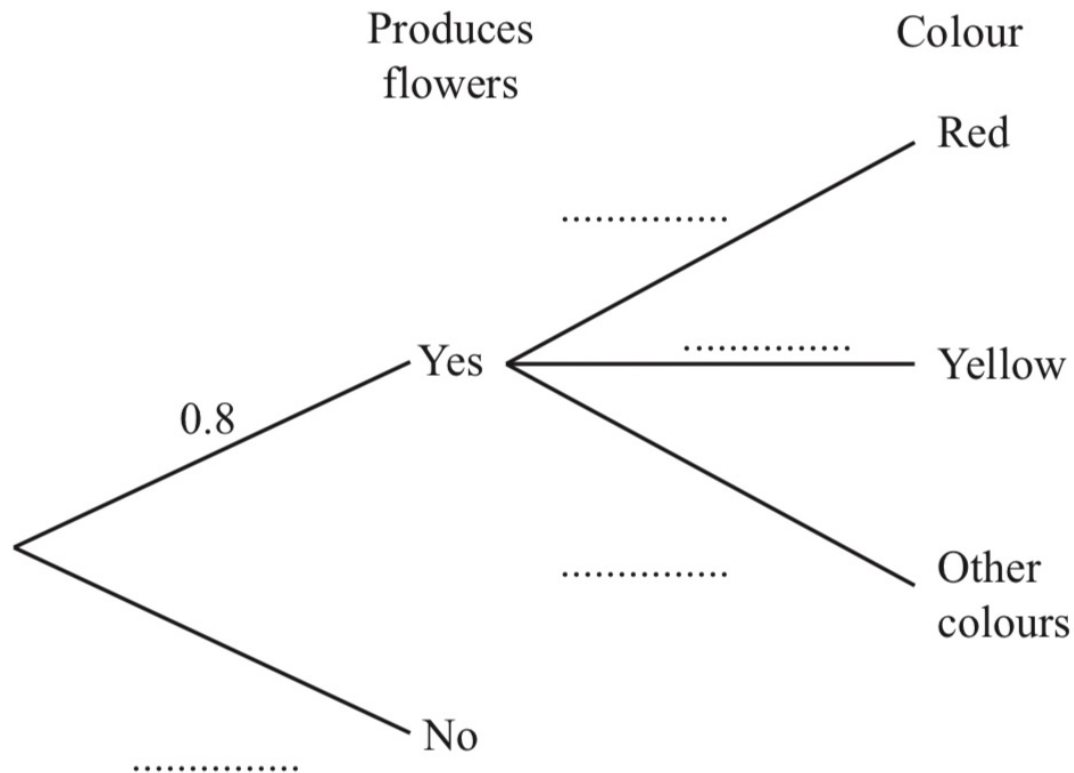 Produces
flowers
Colour
Red
..............
..............
Yes
Yellow
0.8
..............
Other
colours
No
..............